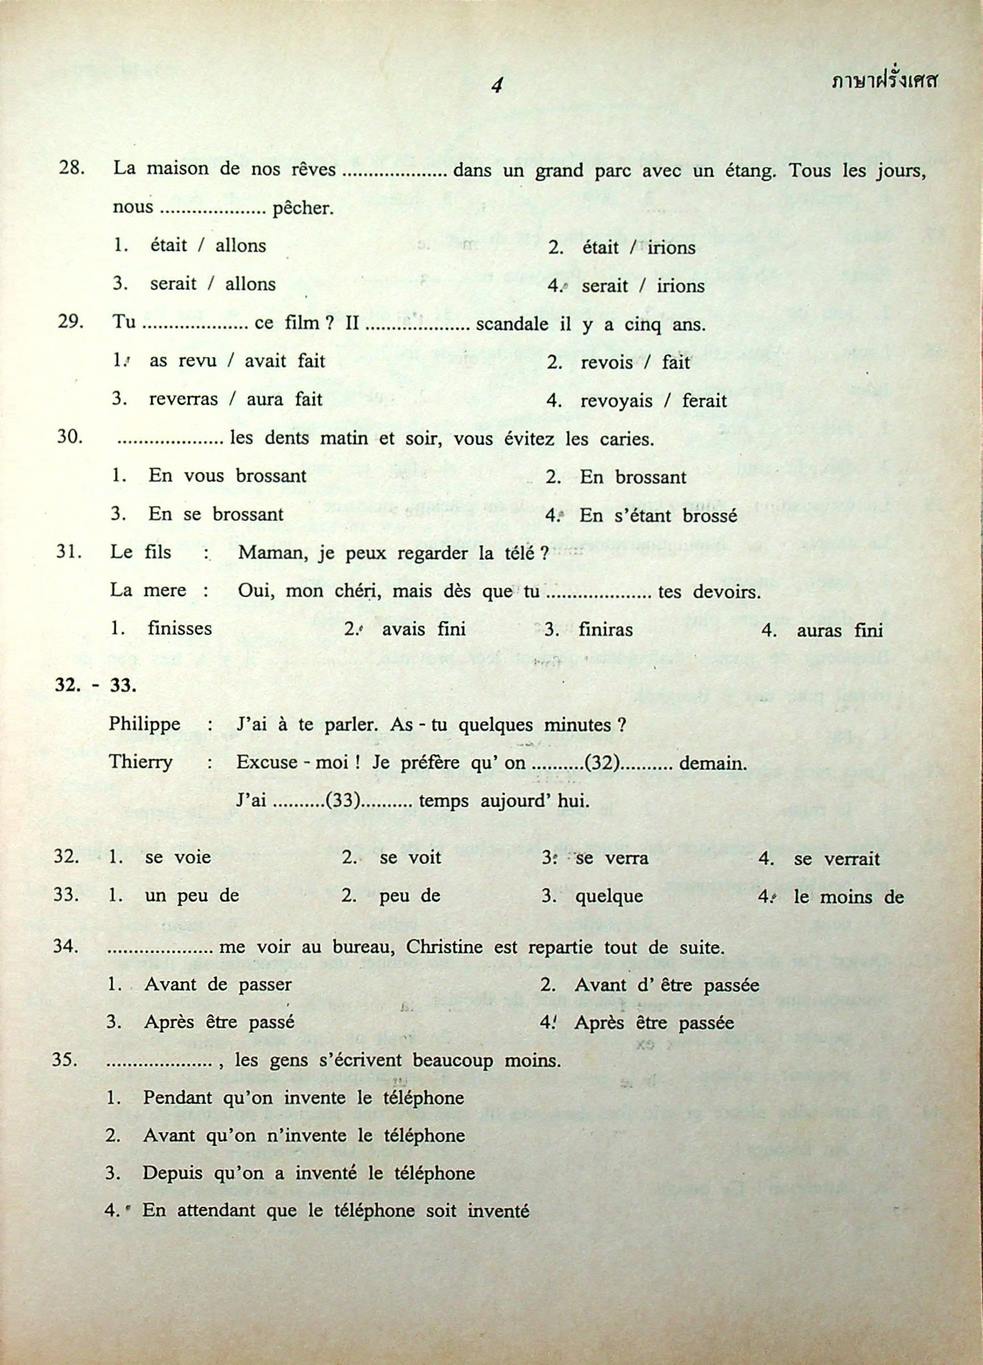 4
ภาษาฝรั่งเศส
28. La maison de nos rêves .................... dans un grand parc avec un étang. Tous les jours,
nous .................... pêcher.
1. était / allons 2. était / irions
3. serait / allons 4. serait / irions
29. Tu .................... ce film ? II .................... scandale il y a cinq ans.
1. as revu / avait fait 2. revois / fait
3. reverras / aura fait 4. revoyais / ferait
30. .................... les dents matin et soir, vous évitez les caries.
1. En vous brossant 2. En brossant
3. En se brossant 4. En s'étant brossé
31. Le fils : Maman, je peux regarder la télé ?
La mere : Oui, mon chéri, mais dès que tu .................... tes devoirs.
1. finisses 2. avais fini 3. finiras 4. auras fini
32. - 33.
Philippe : J'ai à te parler. As - tu quelques minutes ?
Thierry : Excuse - moi ! Je préfère qu' on ..........(32).......... demain.
J'ai ..........(33).......... temps aujourd' hui.
32. 1. se voie 2. se voit 3. se verra 4. se verrait
33. 1. un peu de 2. peu de 3. quelque 4. le moins de
34. .................... me voir au bureau, Christine est repartie tout de suite.
1. Avant de passer 2. Avant d' être passée
3. Après être passé 4. Après être passée
35. .................... , les gens s'écrivent beaucoup moins.
1. Pendant qu'on invente le téléphone
2. Avant qu'on n'invente le téléphone
3. Depuis qu'on a inventé le téléphone
4. En attendant que le téléphone soit inventé